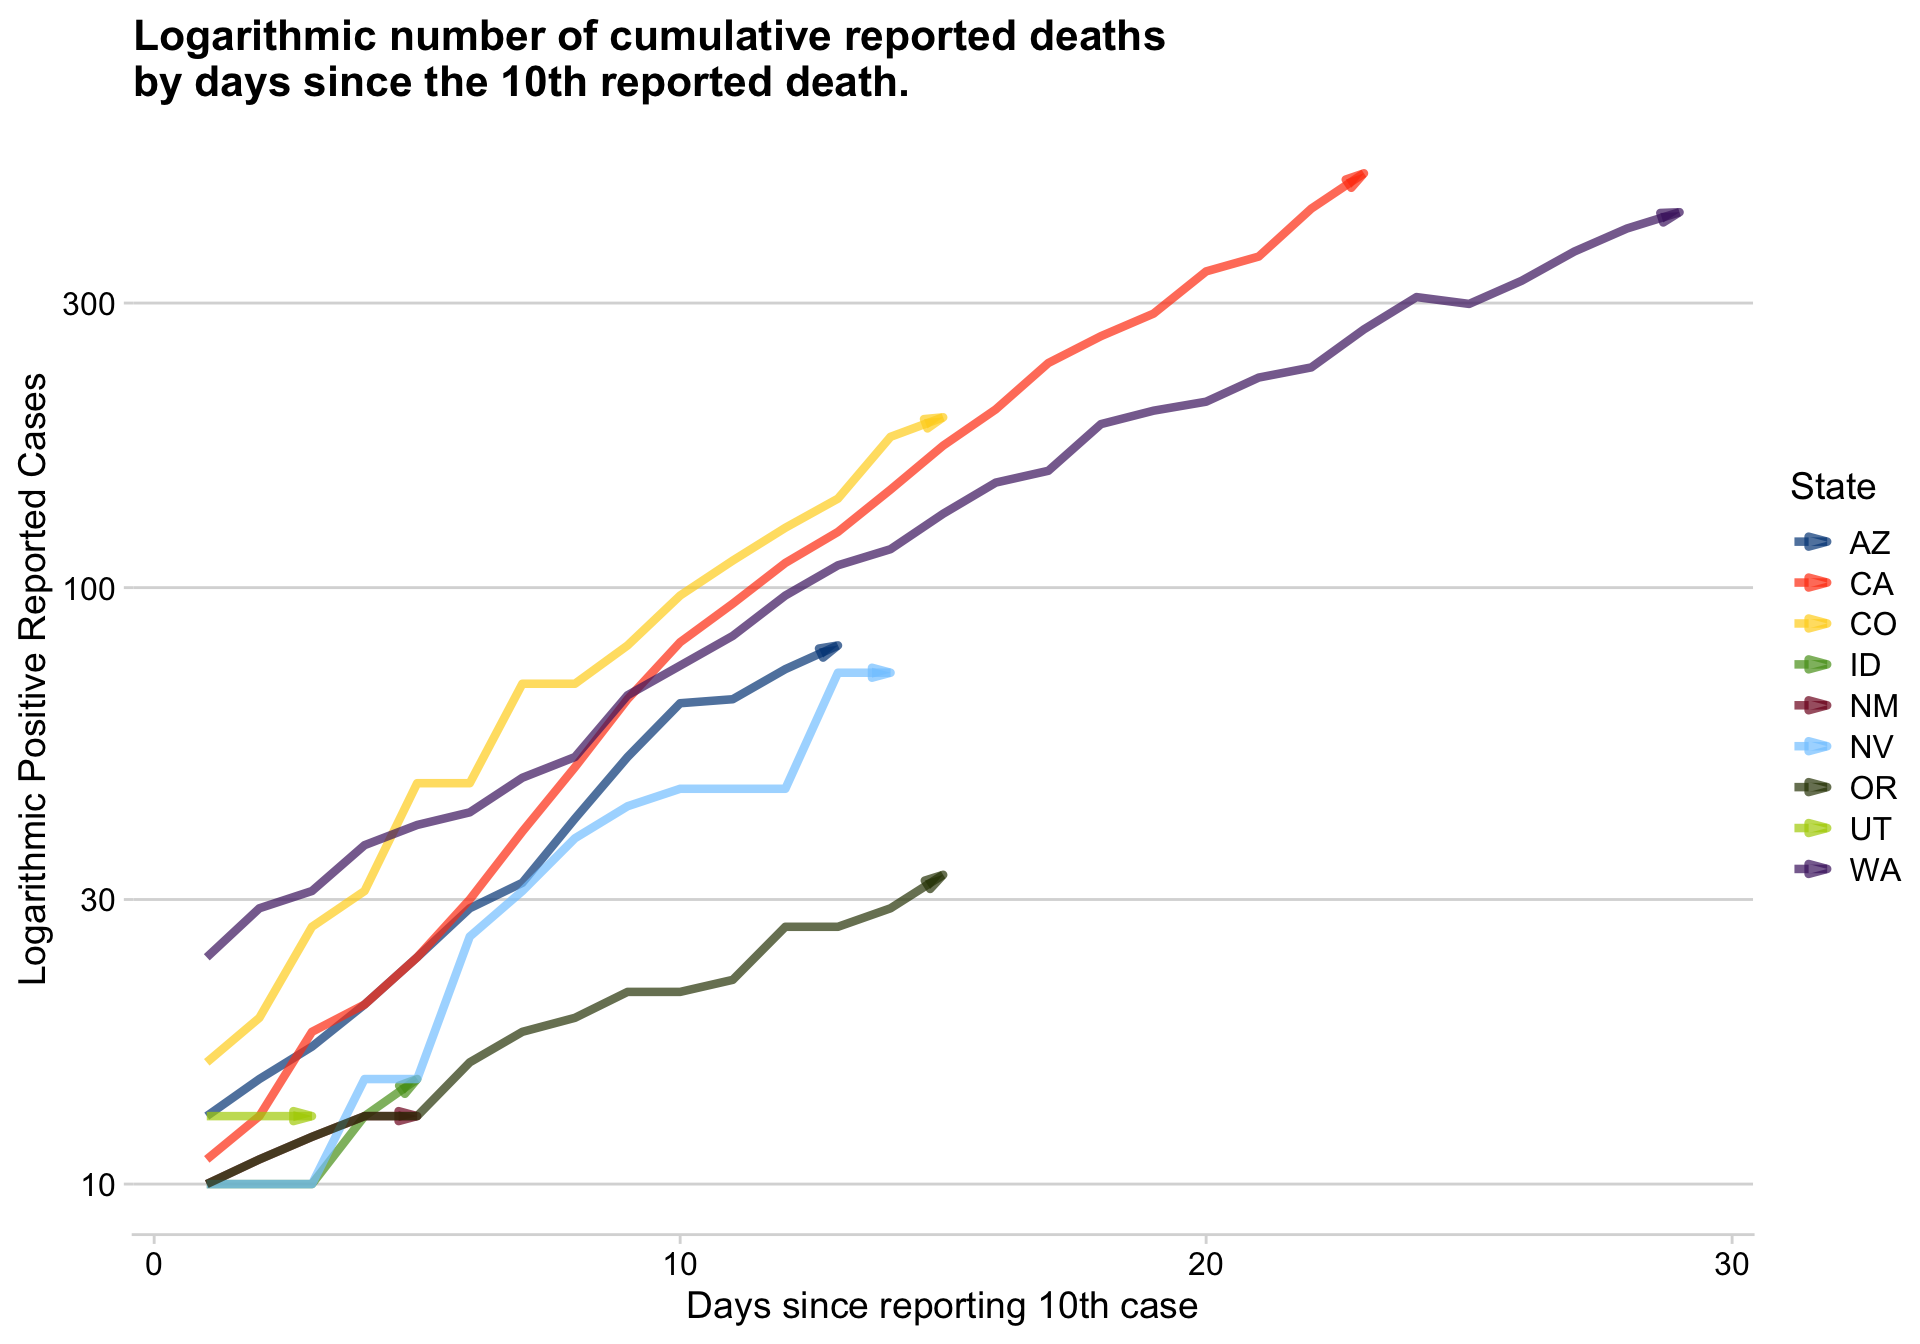 Logarithmic number of cumulative reported deaths
by days since the 10th reported death.
Logarithmic Positive Reported Cases
300
100
30
10
0
10
20
30
Days since reporting 10th case
State
AZ
CA
CO
ID
NM
NV
OR
UT
WA